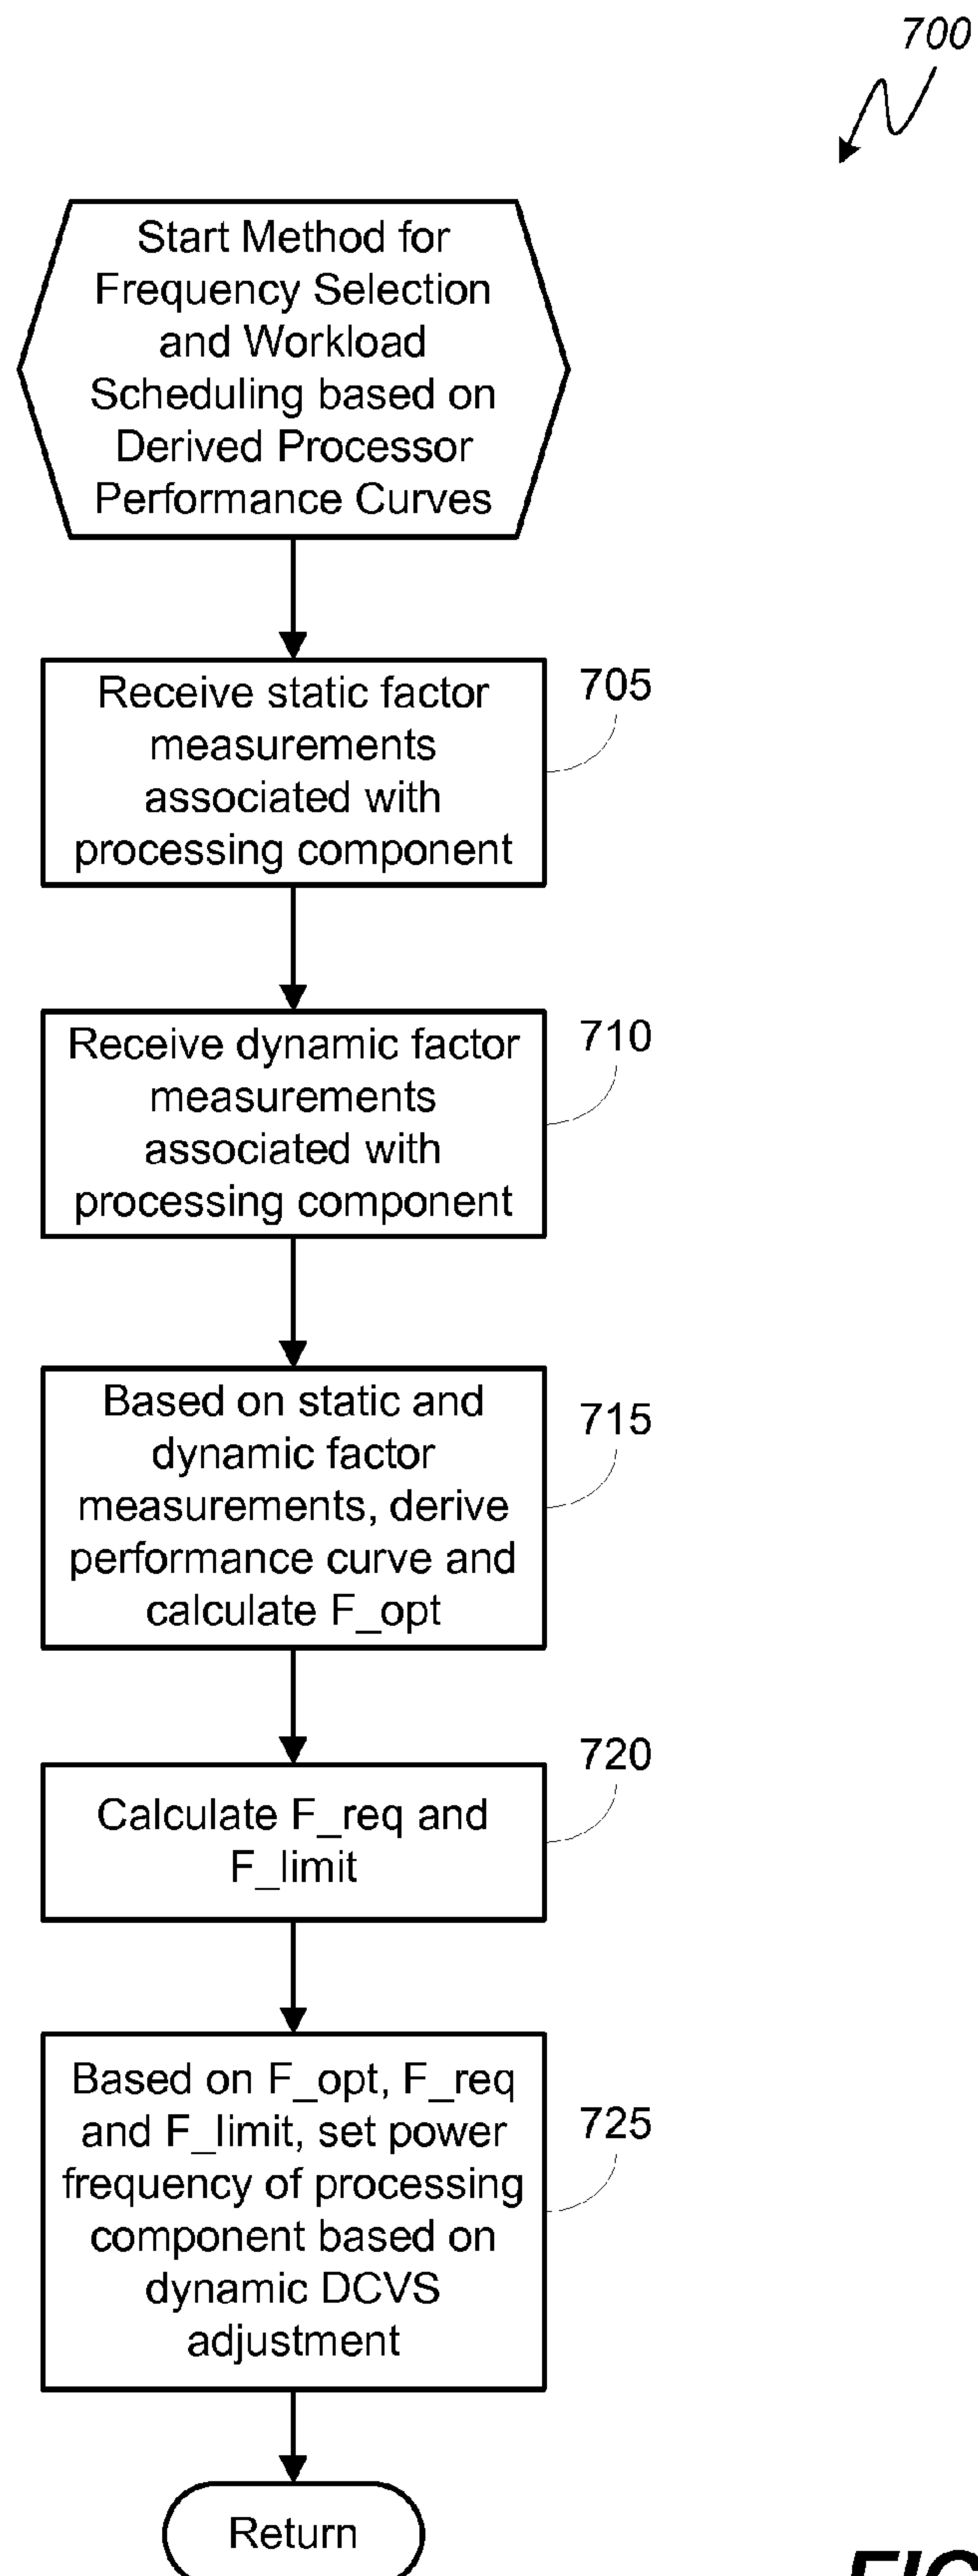 700
Start Method for
Frequency Selection
and Workload
Scheduling based on
Derived Processor
Performance Curves
Receive static factor
measurements
associated with
processing component
705
Receive dynamic factor
measurements
associated with
processing component
710
Based on static and
dynamic factor
measurements, derive
performance curve and
calculate F_opt
715
Calculate F_req and
F_limit
720
Based on F_opt, F_req
and F_limit, set power
frequency of processing
component based on
dynamic DCVS
adjustment
725
Return